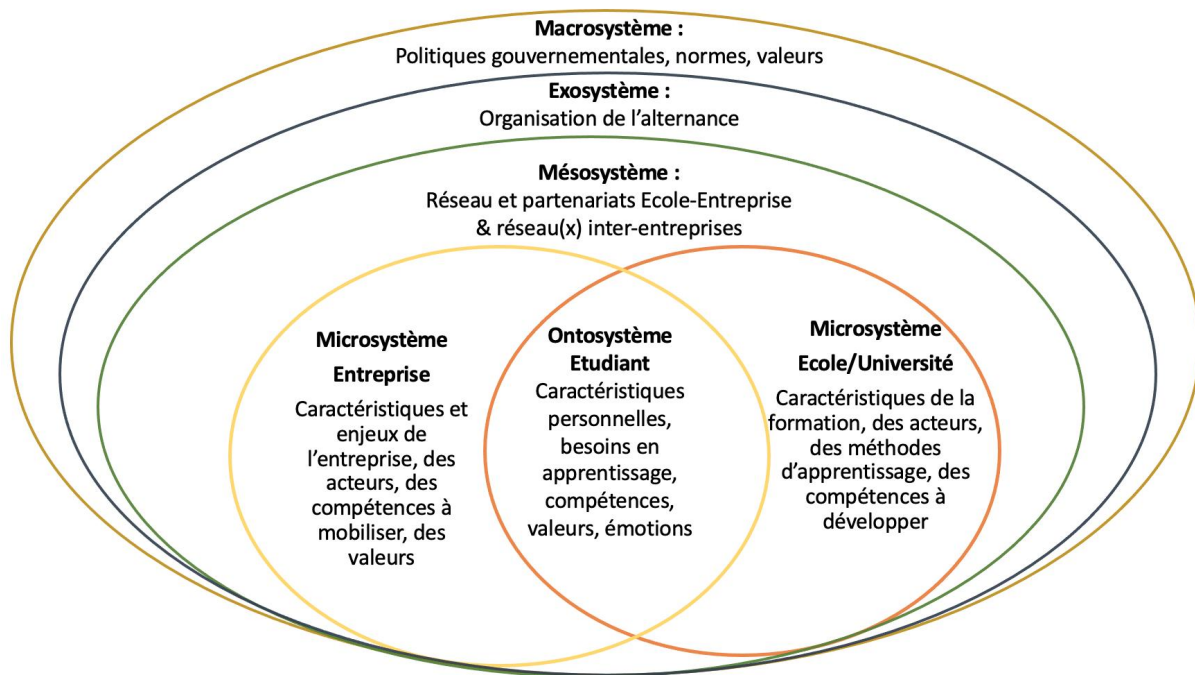 Macrosystème :
Politiques gouvernementales, normes, valeurs
Exosystème :
Organisation de l’alternance
Mésosystème :
Réseau et partenariats Ecole-Entreprise
& réseau(x) inter-entreprises
Microsystème
Entreprise
Caractéristiques et
enjeux de
l’entreprise, des
acteurs, des
compétences à
mobiliser, des
valeurs
Ontosystème
Etudiant
Caractéristiques
personnelles,
besoins en
apprentissage,
compétences,
valeurs, émotions
Microsystème
Ecole/Université
Caractéristiques de la
formation, des acteurs,
des méthodes
d’apprentissage, des
compétences à
développer